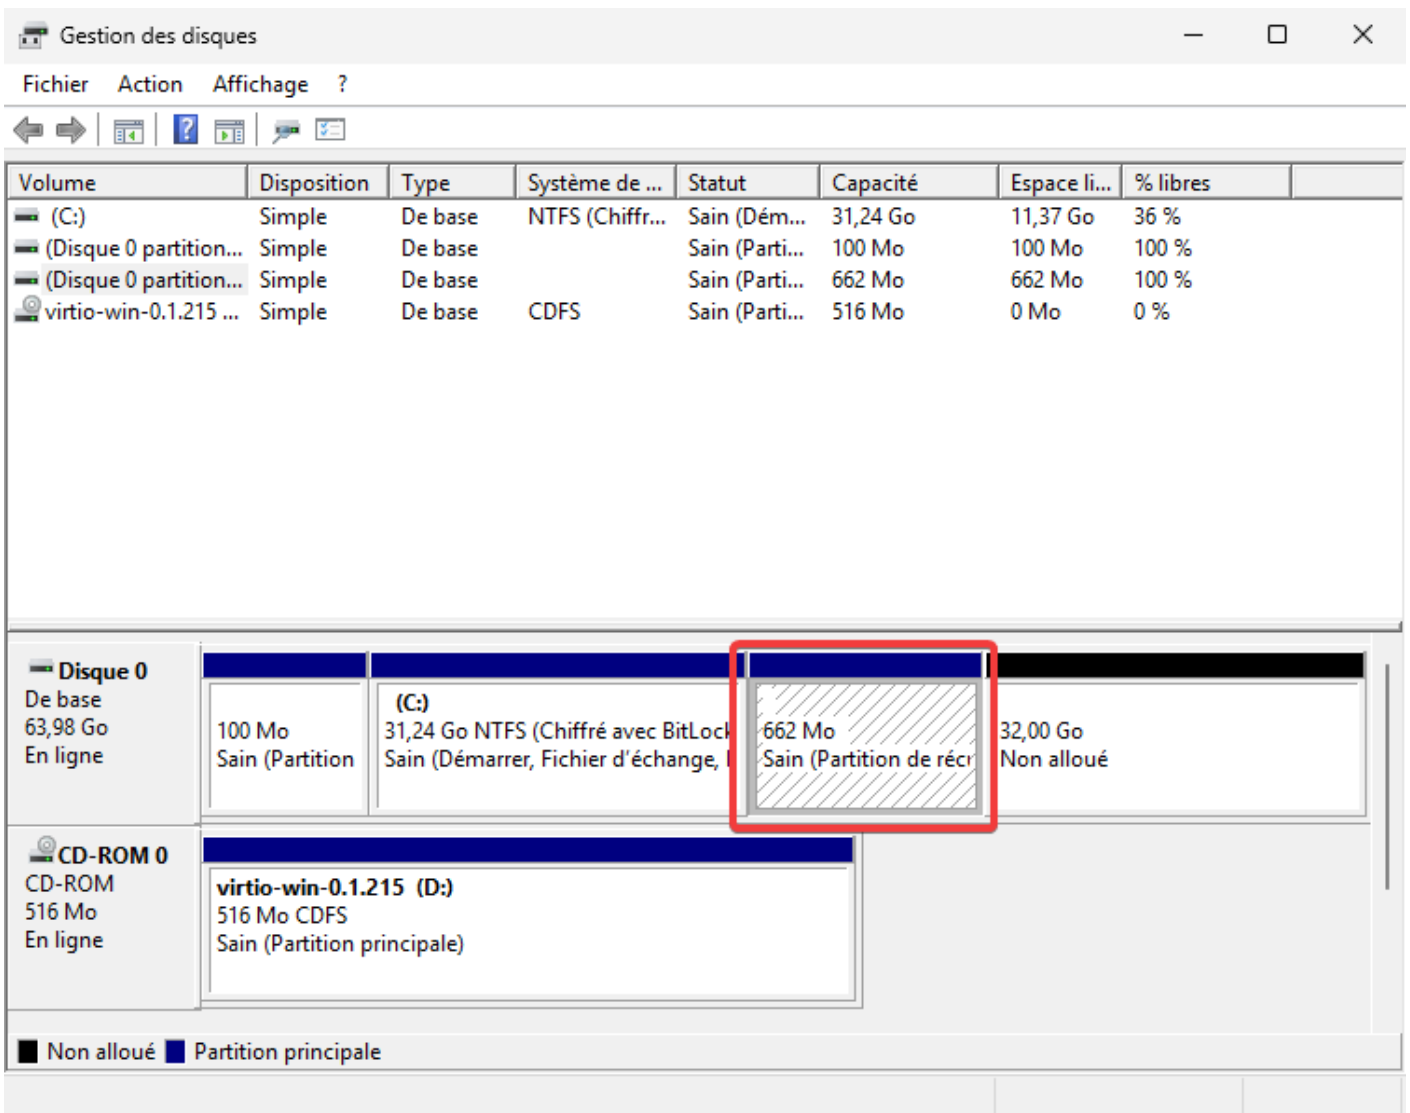 Gestion des disques
Fichier Action Affichage ?
Volume Disposition Type Système de ... Statut Capacité Espace li... % libres
(C:) Simple De base NTFS (Chiffr... Sain (Dém... 31,24 Go 11,37 Go 36 %
(Disque 0 partition... Simple De base Sain (Parti... 100 Mo 100 Mo 100 %
(Disque 0 partition... Simple De base Sain (Parti... 662 Mo 662 Mo 100 %
virtio-win-0.1.215 ... Simple De base CDFS Sain (Parti... 516 Mo 0 Mo 0 %
Disque 0
De base
63,98 Go
En ligne
100 Mo
Sain (Partition
(C:)
31,24 Go NTFS (Chiffré avec BitLock
Sain (Démarrer, Fichier d'échange,
662 Mo
Sain (Partition de récu
32,00 Go
Non alloué
CD-ROM 0
CD-ROM
516 Mo
En ligne
virtio-win-0.1.215 (D:)
516 Mo CDFS
Sain (Partition principale)
Non alloué Partition principale